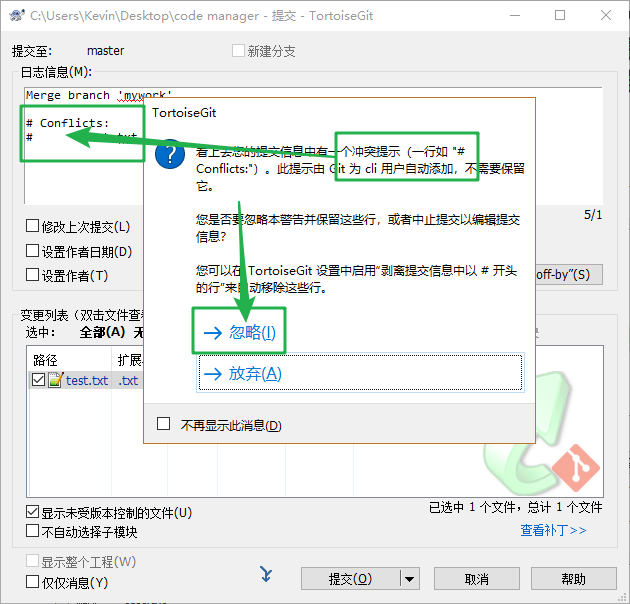 C:\Users\Kevin\Desktop\code manager - 提交 - TortoiseGit
提交至: master 新建分支
日志信息(M):
Merge branch 'mywork'
# Conflicts:
# .txt
TortoiseGit
看上去您的提交信息中有一个冲突提示（一行如 "#
Conflicts:"）。此提示由 Git 为 cli 用户自动添加，不需要保留
它。
您是否要忽略本警告并保留这些行，或者中止提交以编辑提交
信息?
您可以在 TortoiseGit 设置中启用“剥离提交信息中以 # 开头
的行”来自动移除这些行。
忽略(I)
放弃(A)
不再显示此消息(D)
5/1
修改上次提交(L)
设置作者日期(D)
设置作者(T)
off-by”(S)
变更列表（双击文件查看
选中: 全部(A) 无
路径 扩展
test.txt .txt
显示未受版本控制的文件(U)
不自动选择子模块
已选中 1 个文件，总计 1 个文件
查看补丁>>
显示整个工程(W)
仅仅消息(Y)
提交(O) 取消 帮助